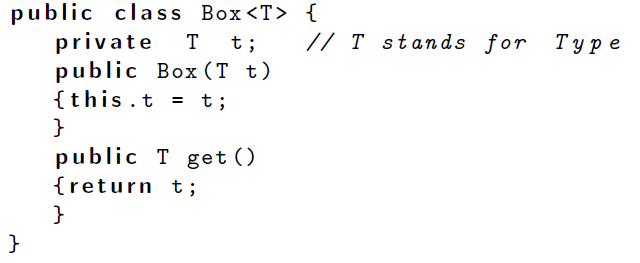 public class Box<T> {
    private  T  t;   // T stands for  Type
    public Box(T t)
    {this.t = t;
    }
    public T get()
    {return t;
    }
}